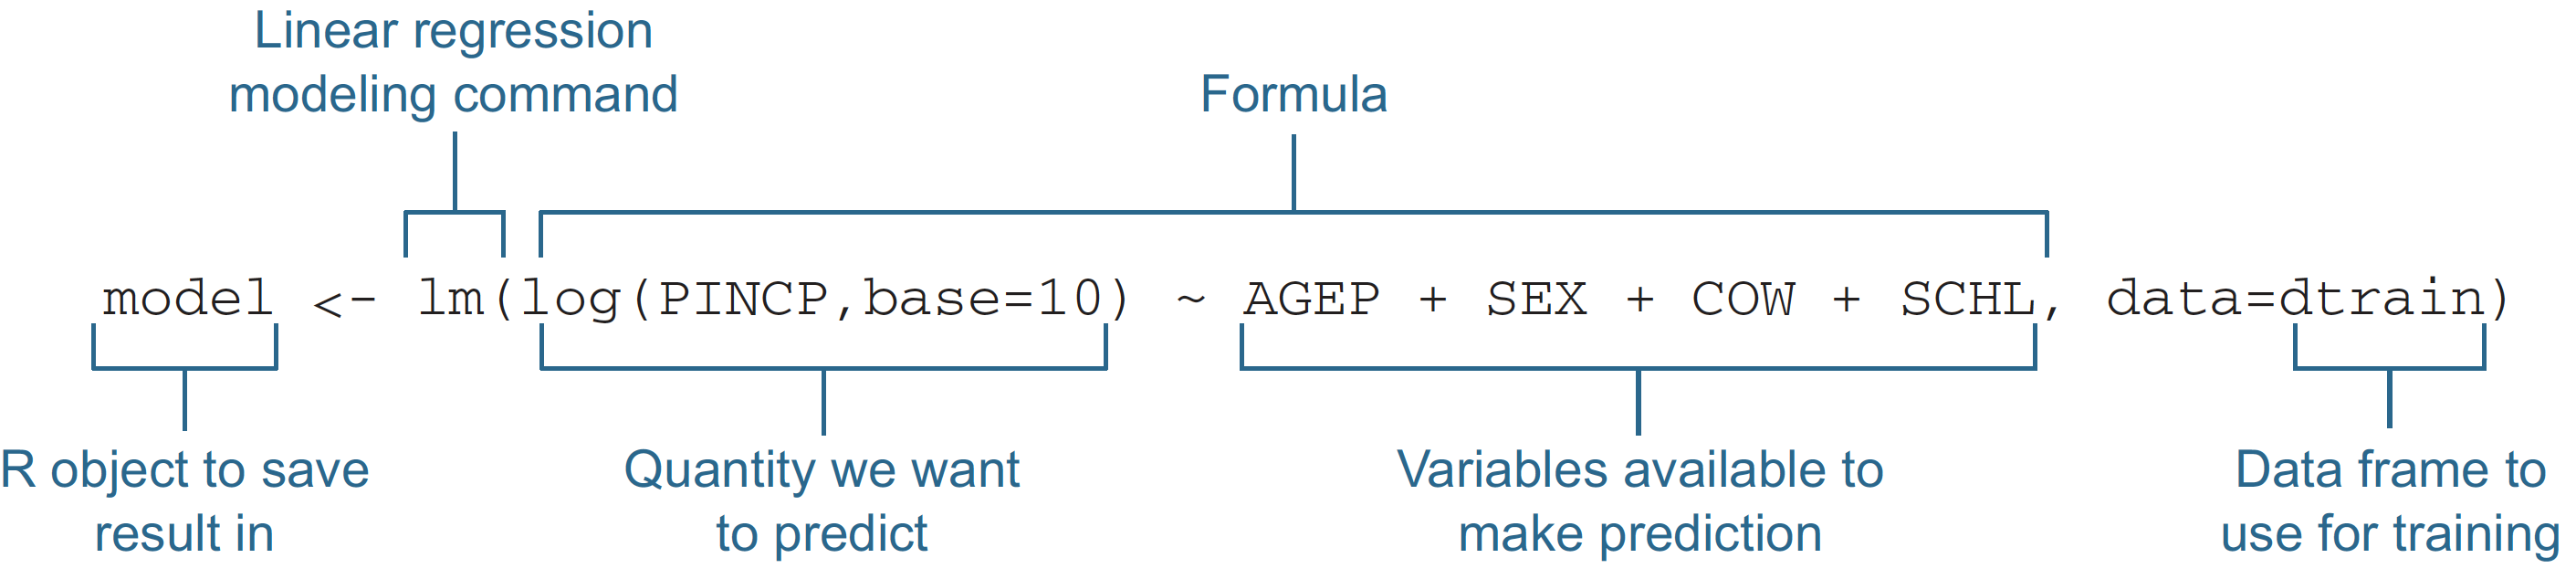 Linear regression
modeling command
Formula
model <- lm(log(PINCP,base=10) ~ AGEP + SEX + COW + SCHL, data=dtrain)
R object to save
result in
Quantity we want
to predict
Variables available to
make prediction
Data frame to
use for training